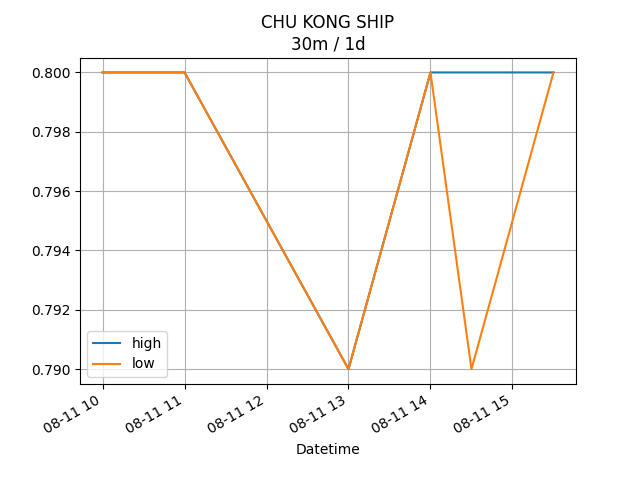 CHU KONG SHIP
30m / 1d
0.800
0.798
0.796
0.794
0.792
0.790
high
low
08-11 10
08-11 11
08-11 12
08-11 13
08-11 14
08-11 15
Datetime